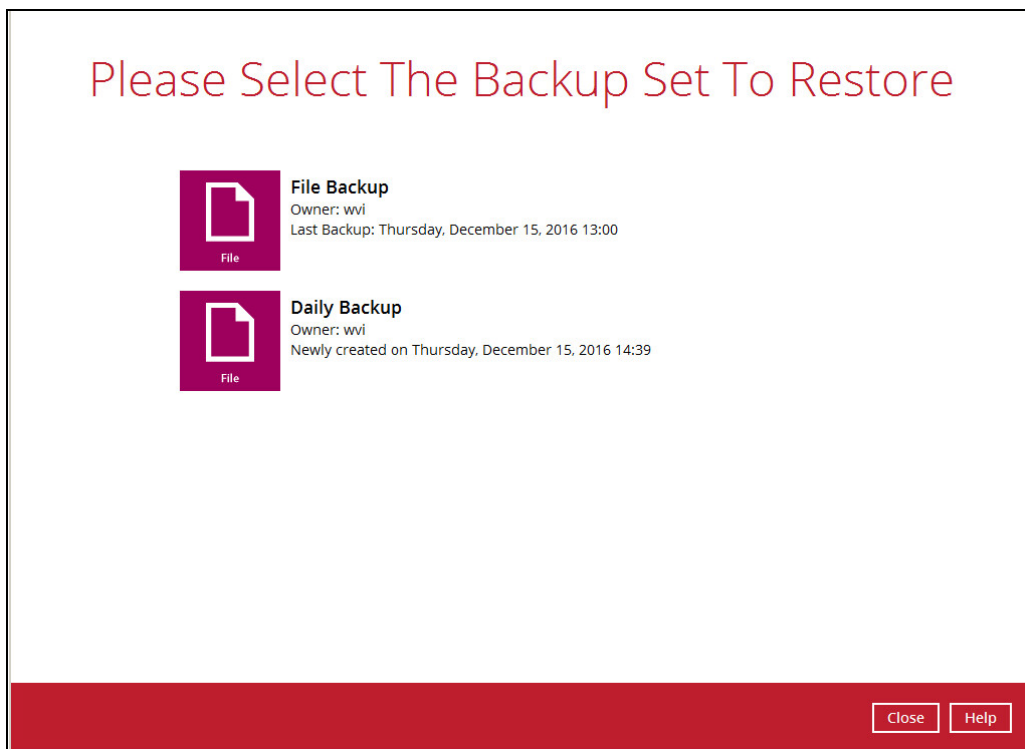 Please Select The Backup Set To Restore
File Backup
Owner: wvi
Last Backup: Thursday, December 15, 2016 13:00
File
Daily Backup
Owner: wvi
Newly created on Thursday, December 15, 2016 14:39
File
Close Help